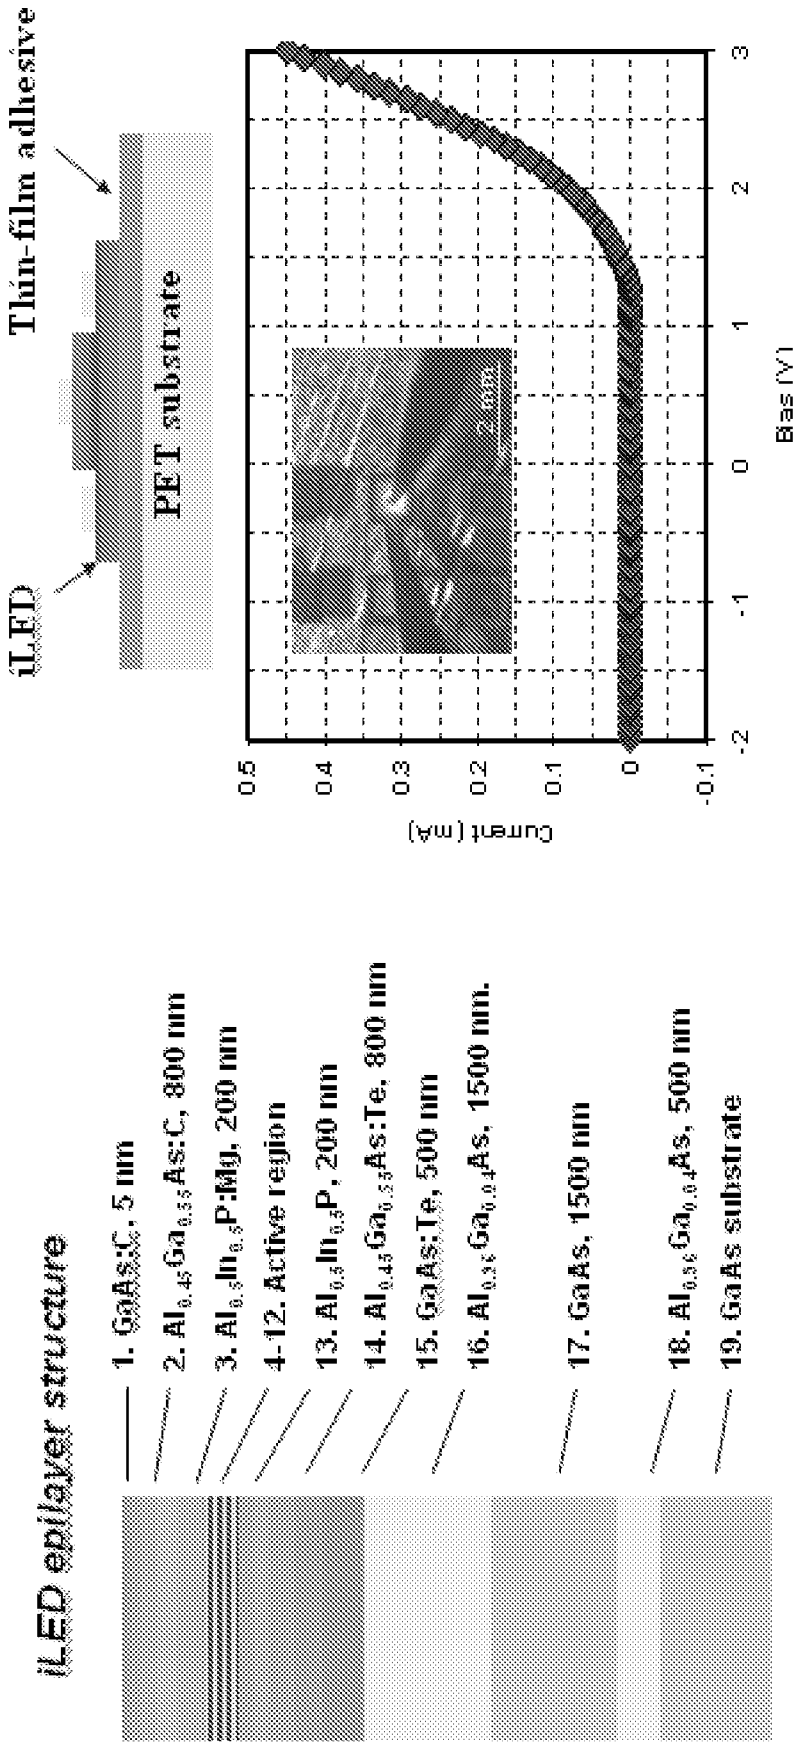 iLED epilayer structure
1. GaAs:C, 5 nm
2. Al0.45Ga0.55As:C, 800 nm
3. Al0.5In0.5P:Mg, 200 nm
4-12. Active region
13. Al0.5In0.5P, 200 nm
14. Al0.45Ga0.55As:Te, 800 nm
15. GaAs:Te, 500 nm
16. Al0.96Ga0.04As, 1500 nm.
17. GaAs, 1500 nm
18. Al0.96Ga0.04As, 500 nm
19. GaAs substrate
iLED
Thin-film adhesive
PET substrate
0.5
0.4
0.3
0.2
0.1
0
-0.1
Current (mA)
2 mm
-2
-1
0
1
2
3
Bias (V)